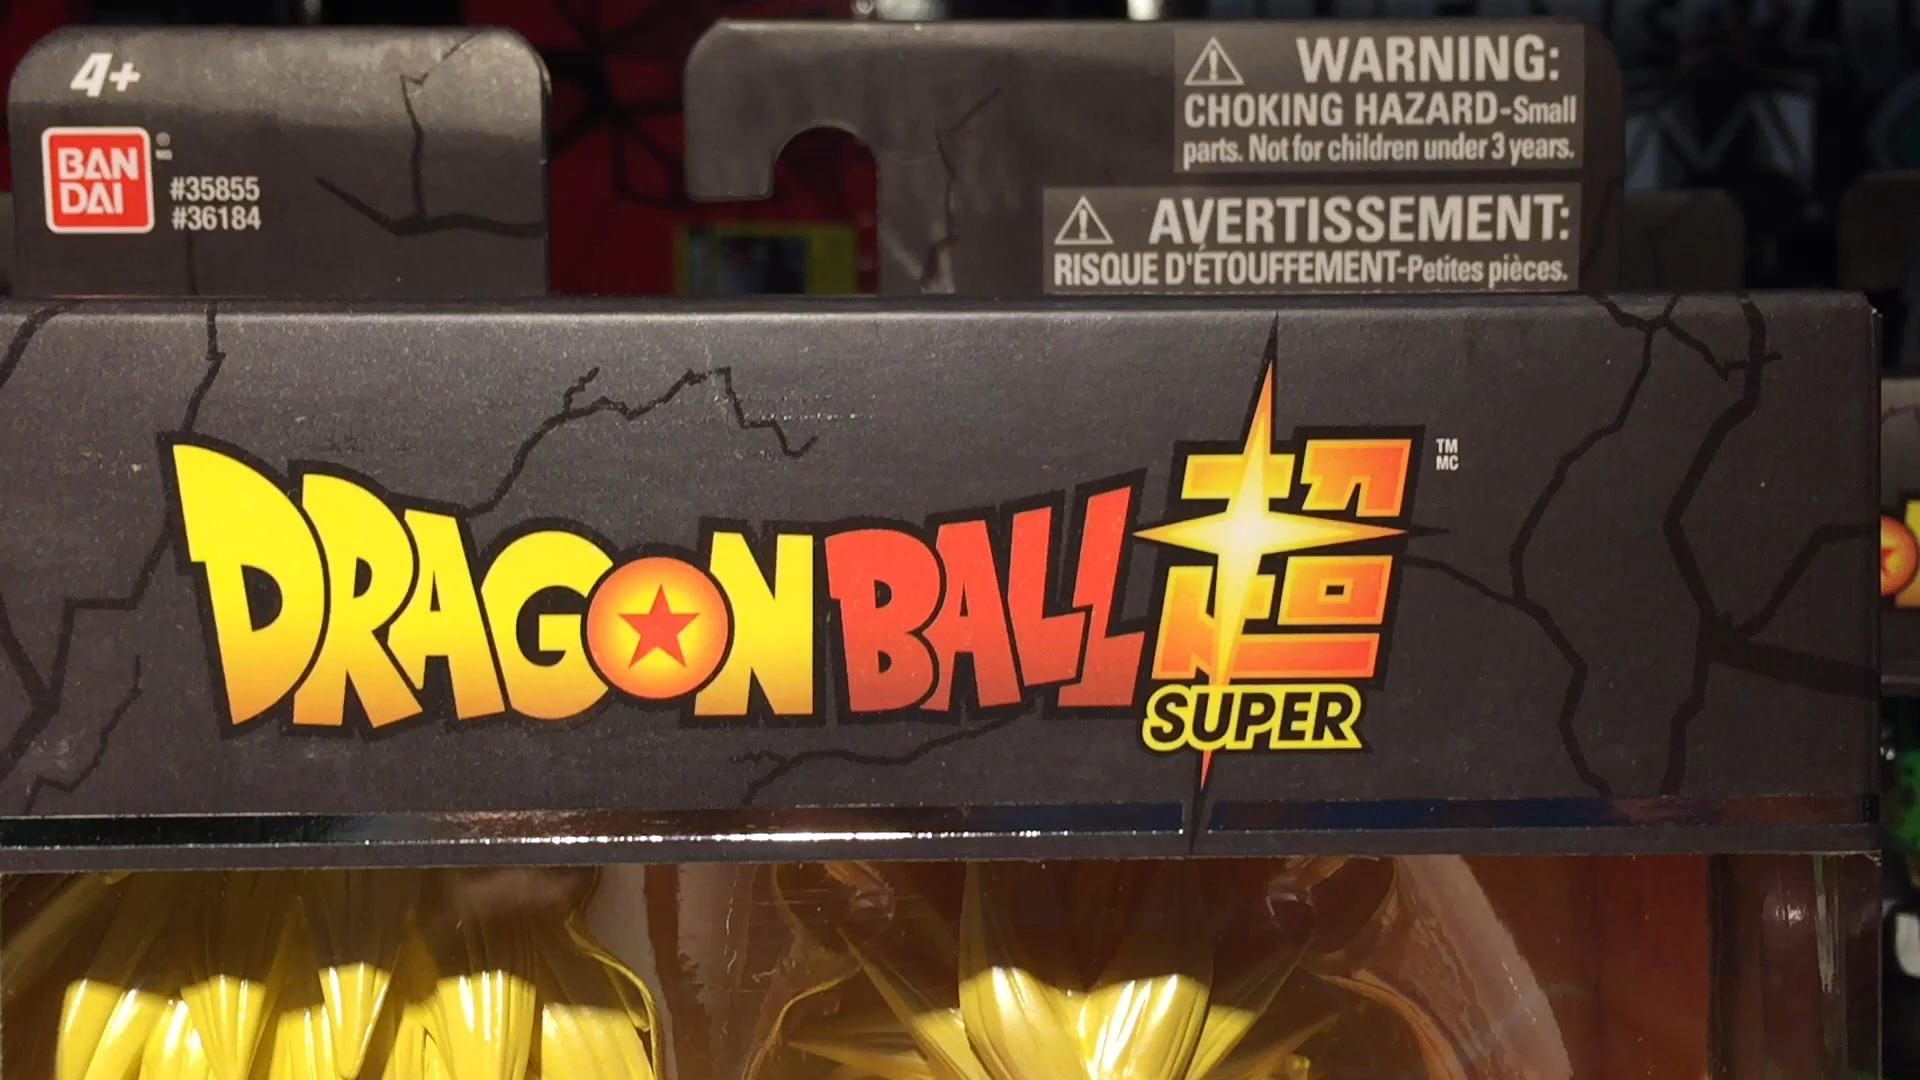 4+
BAN
DAI
#35855
#36184
WARNING:
CHOKING HAZARD-Small
parts. Not for children under 3 years.
AVERTISSEMENT:
RISQUE D'ÉTOUFFEMENT-Petites pièces.
DRAGON BALL 超
SUPER
TM
MC